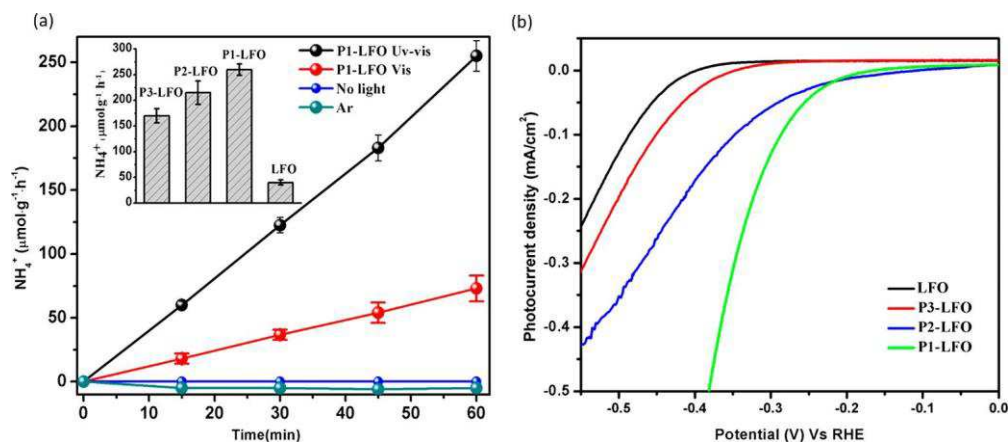 (a)
NH4+ (μmol·g-1·h-1)
250
200
150
100
50
0
0
10
20
30
40
50
60
Time(min)
NH4+ (μmol·g-1·h-1)
300
250
200
150
100
50
0
P3-LFO
P2-LFO
P1-LFO
LFO
P1-LFO Uv-vis
P1-LFO Vis
No light
Ar
(b)
Photocurrent density (mA/cm2)
0.0
-0.1
-0.2
-0.3
-0.4
-0.5
-0.5
-0.4
-0.3
-0.2
-0.1
0.0
Potential (V) Vs RHE
LFO
P3-LFO
P2-LFO
P1-LFO